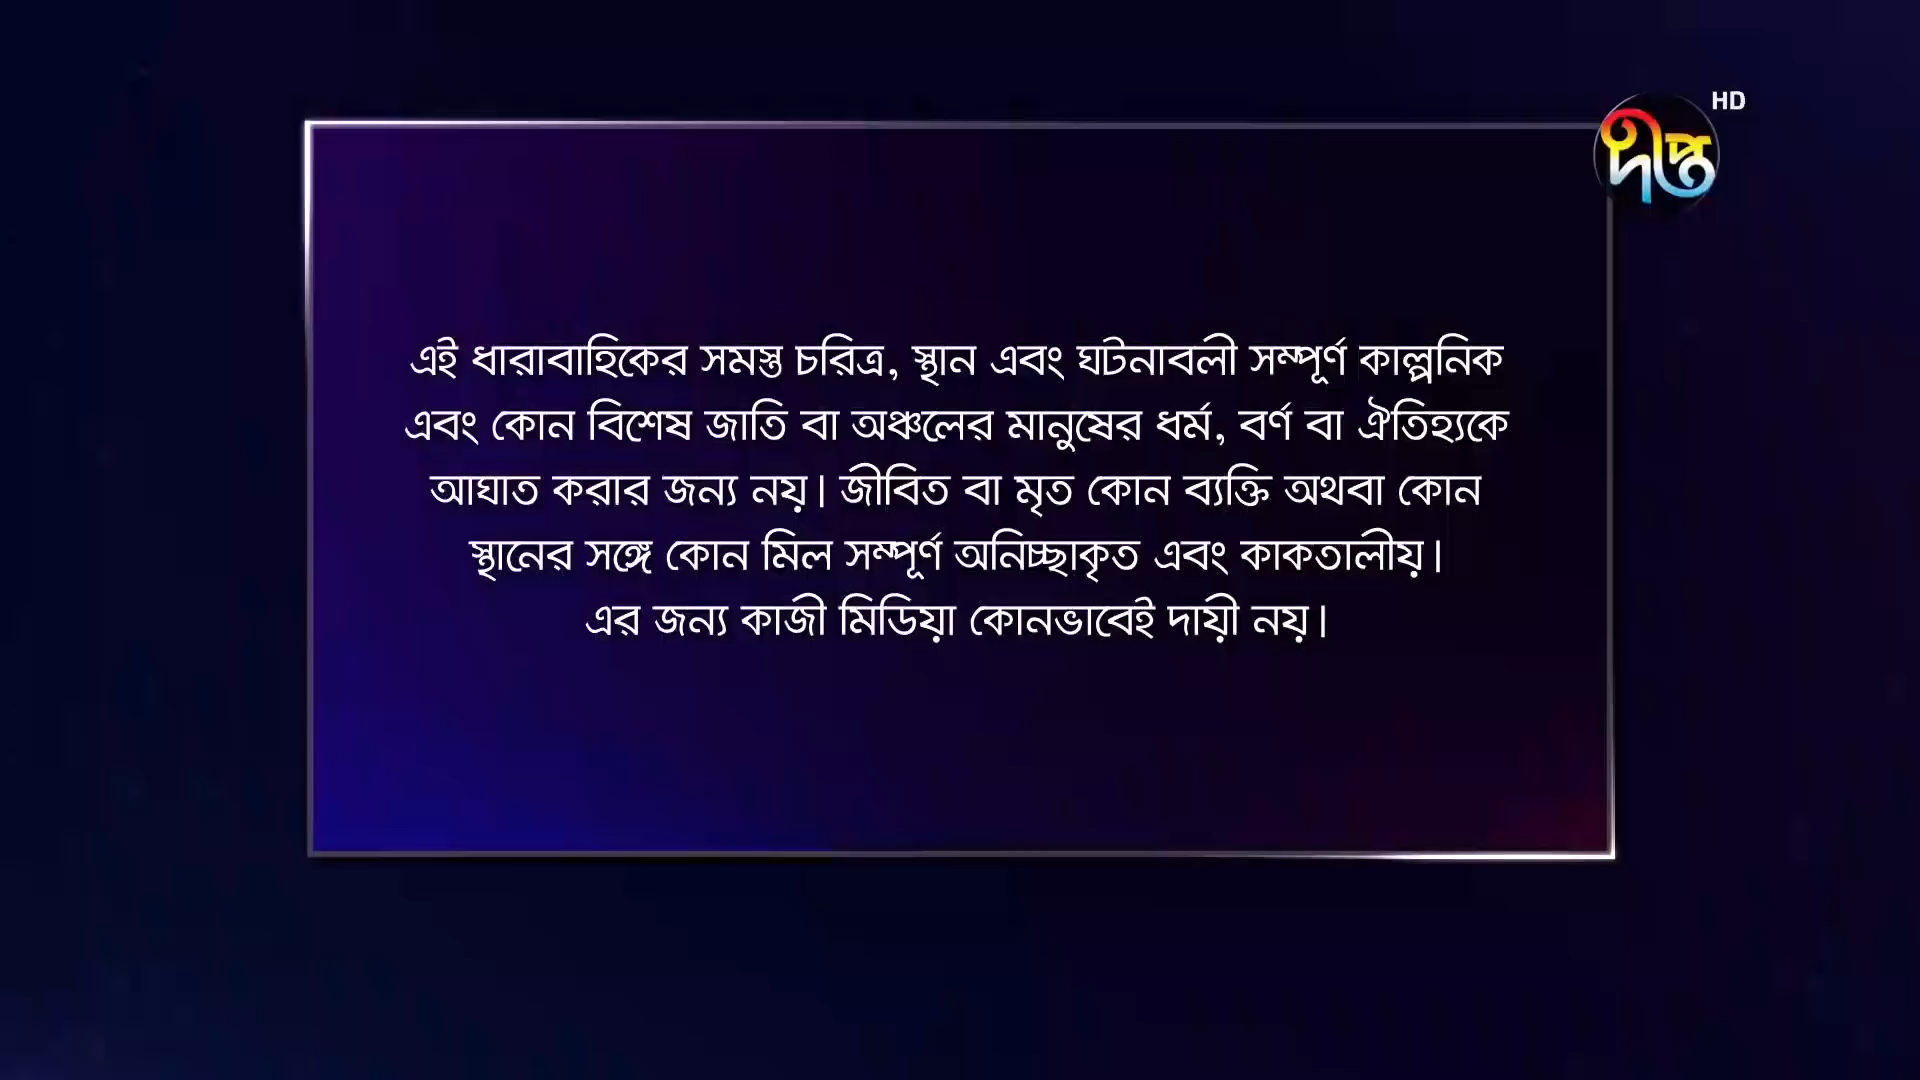 HD
দীপ্ত
এই ধারাবাহিকের সমস্ত চরিত্র, স্থান এবং ঘটনাবলী সম্পূর্ণ কাল্পনিক
এবং কোন বিশেষ জাতি বা অঞ্চলের মানুষের ধর্ম, বর্ণ বা ঐতিহ্যকে
আঘাত করার জন্য নয়। জীবিত বা মৃত কোন ব্যক্তি অথবা কোন
স্থানের সঙ্গে কোন মিল সম্পূর্ণ অনিচ্ছাকৃত এবং কাকতালীয়।
এর জন্য কাজী মিডিয়া কোনভাবেই দায়ী নয়।